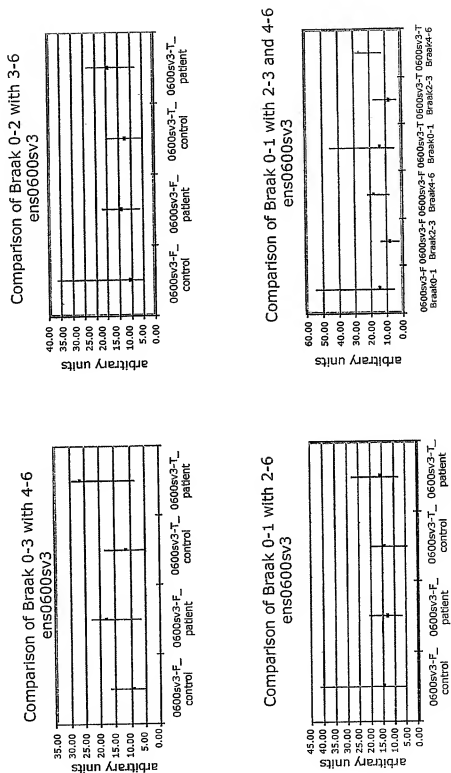 Comparison of Braak 0-3 with 4-6
ens0600sv3
arbitrary units
35.00
30.00
25.00
20.00
15.00
10.00
5.00
0.00
0600sv3-F_ control
0600sv3-F_ patient
0600sv3-T_ control
0600sv3-T_ patient
Comparison of Braak 0-2 with 3-6
ens0600sv3
arbitrary units
40.00
35.00
30.00
25.00
20.00
15.00
10.00
5.00
0.00
0600sv3-F_ control
0600sv3-F_ patient
0600sv3-T_ control
0600sv3-T_ patient
Comparison of Braak 0-1 with 2-6
ens0600sv3
arbitrary units
45.00
40.00
35.00
30.00
25.00
20.00
15.00
10.00
5.00
0.00
0600sv3-F_ control
0600sv3-F_ patient
0600sv3-T_ control
0600sv3-T_ patient
Comparison of Braak 0-1 with 2-3 and 4-6
ens0600sv3
arbitrary units
60.00
50.00
40.00
30.00
20.00
10.00
0.00
0600sv3-F 0600sv3-F 0600sv3-F 0600sv3-T 0600sv3-T 0600sv3-T
Braak0-1 Braak2-3 Braak4-6 Braak0-1 Braak2-3 Braak4-6